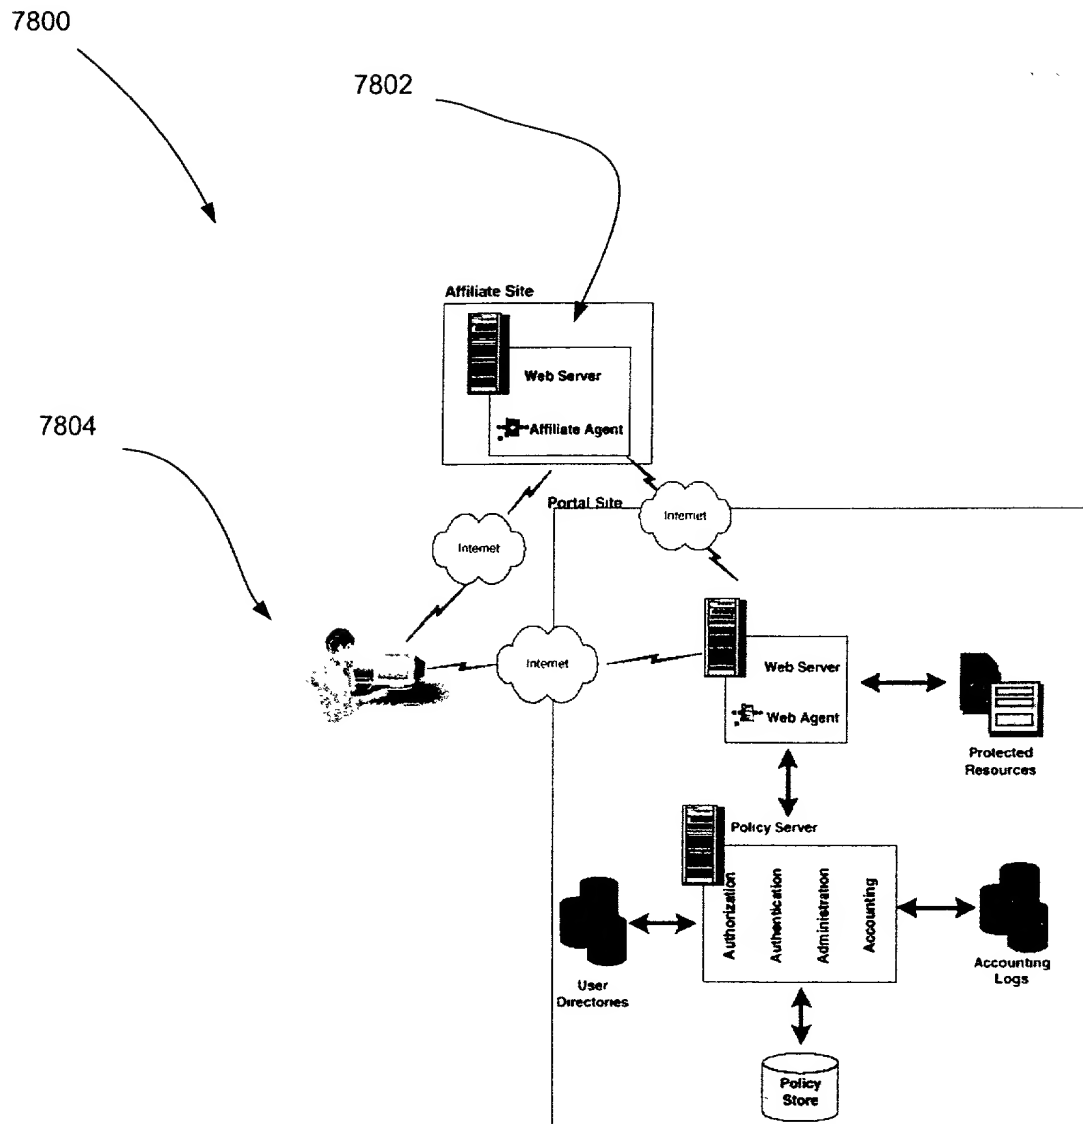 7800
7802
Affiliate Site
Web Server
Affiliate Agent
7804
Portal Site
Internet
Internet
Internet
Web Server
Web Agent
Protected
Resources
Policy Server
Authorization
Authentication
Administration
Accounting
User
Directories
Accounting
Logs
Policy
Store